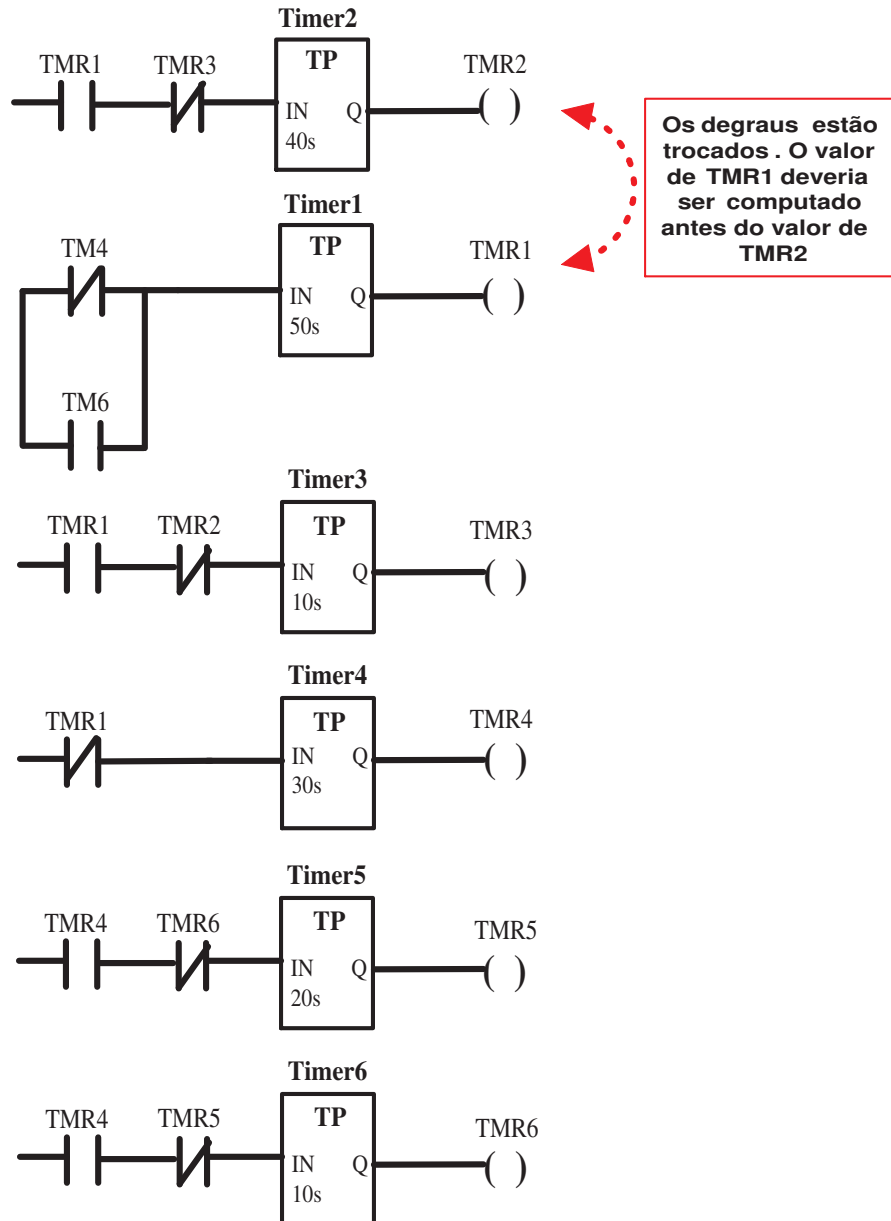 Timer2
TMR1 TMR3 TP TMR2
IN Q ( )
40s
Os degraus estão
trocados . O valor
de TMR1 deveria
ser computado
antes do valor de
TMR2
Timer1
TM4 TP TMR1
IN Q ( )
50s
TM6
Timer3
TMR1 TMR2 TP TMR3
IN Q ( )
10s
Timer4
TMR1 TP TMR4
IN Q ( )
30s
Timer5
TMR4 TMR6 TP TMR5
IN Q ( )
20s
Timer6
TMR4 TMR5 TP TMR6
IN Q ( )
10s